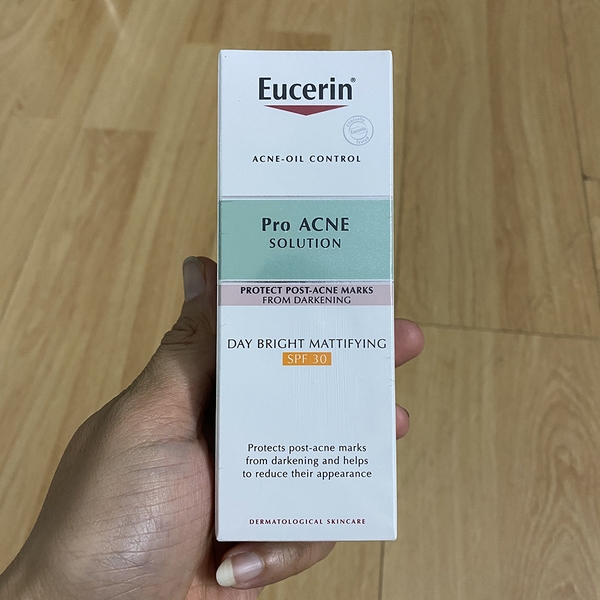 Eucerin®
ACNE-OIL CONTROL
Pro ACNE
SOLUTION
PROTECT POST-ACNE MARKS
FROM DARKENING
DAY BRIGHT MATTIFYING
SPF 30
Protects post-acne marks
from darkening and helps
to reduce their appearance
DERMATOLOGICAL SKINCARE